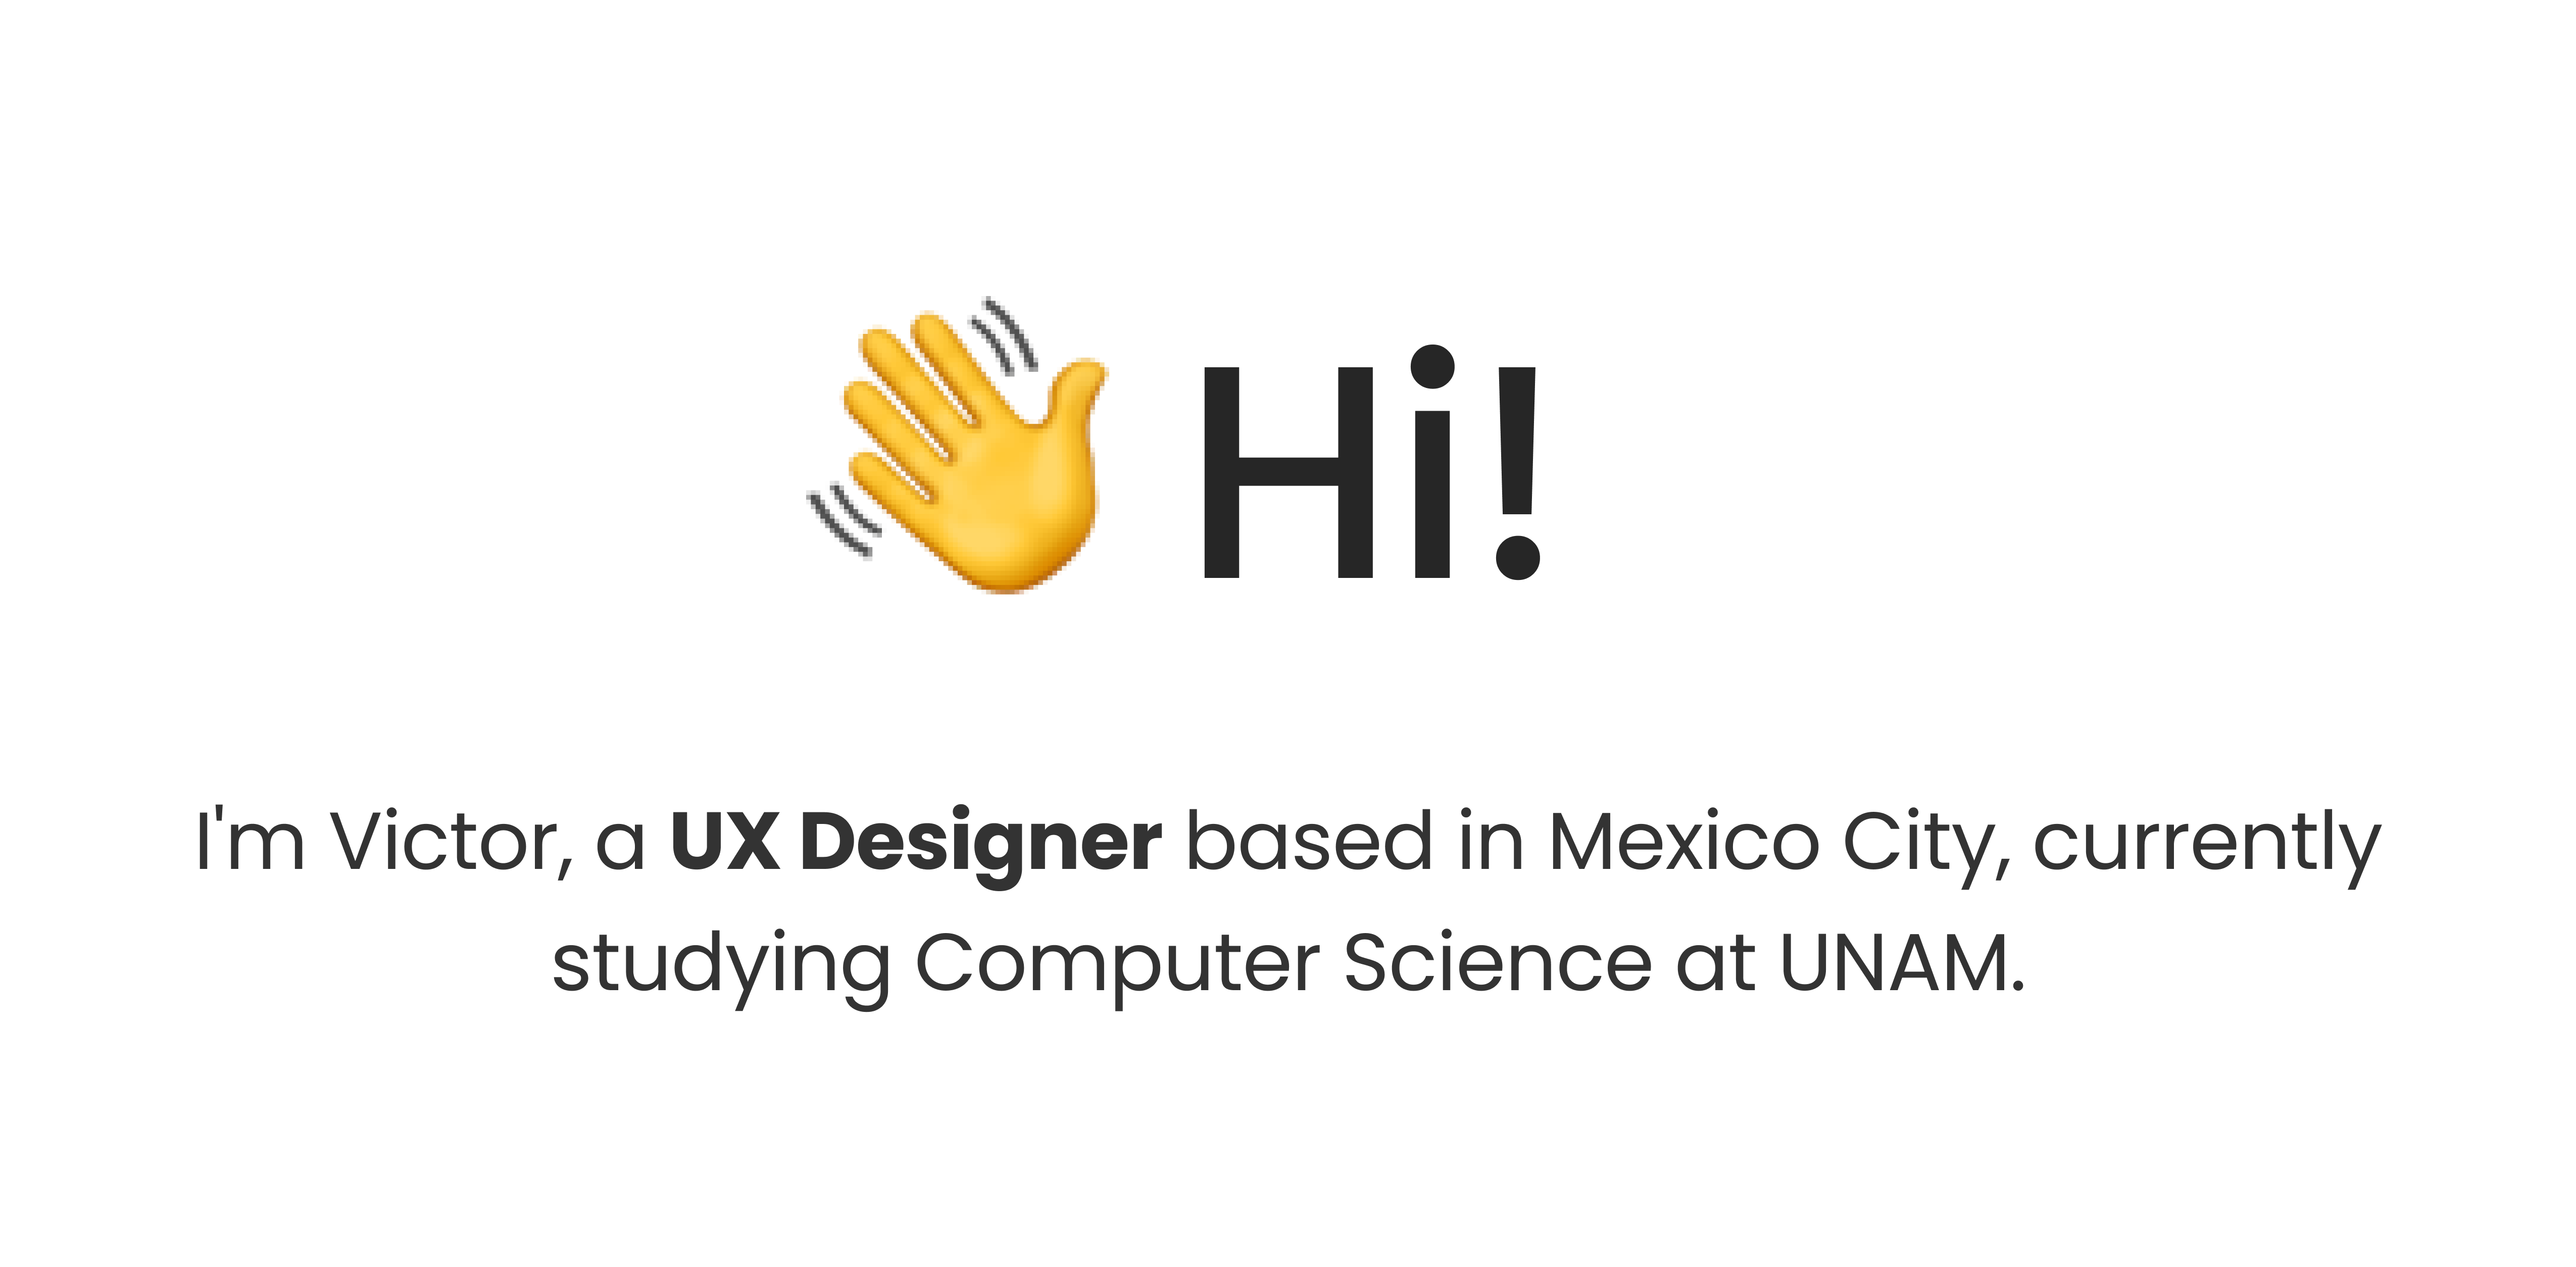 👋 Hi!
I'm Victor, a UX Designer based in Mexico City, currently
studying Computer Science at UNAM.